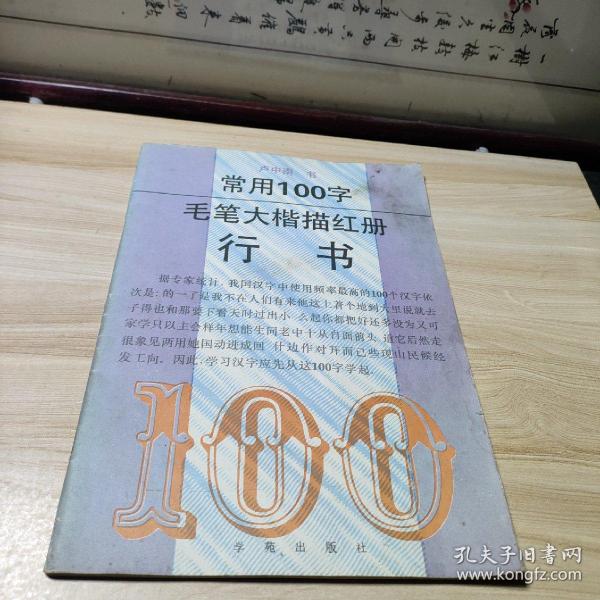 卢中南 书
常用100字
毛笔大楷描红册
行 书
据专家统计,我国汉字中使用频率最高的100个汉字依
次是:的一了是我不在人们有来他这上着个地到大里说就去
子得也和那要下看天时过出小么起你都把好还多没为又可
家学只以上会样年想能生同老中十从自面前头道它后然走
很象见两用她国动进成回什边作对开而已些现山民候经
发工向。因此,学习汉字应先从这100字学起。
100
学苑出版社
孔夫子旧书网
www.kongfz.com